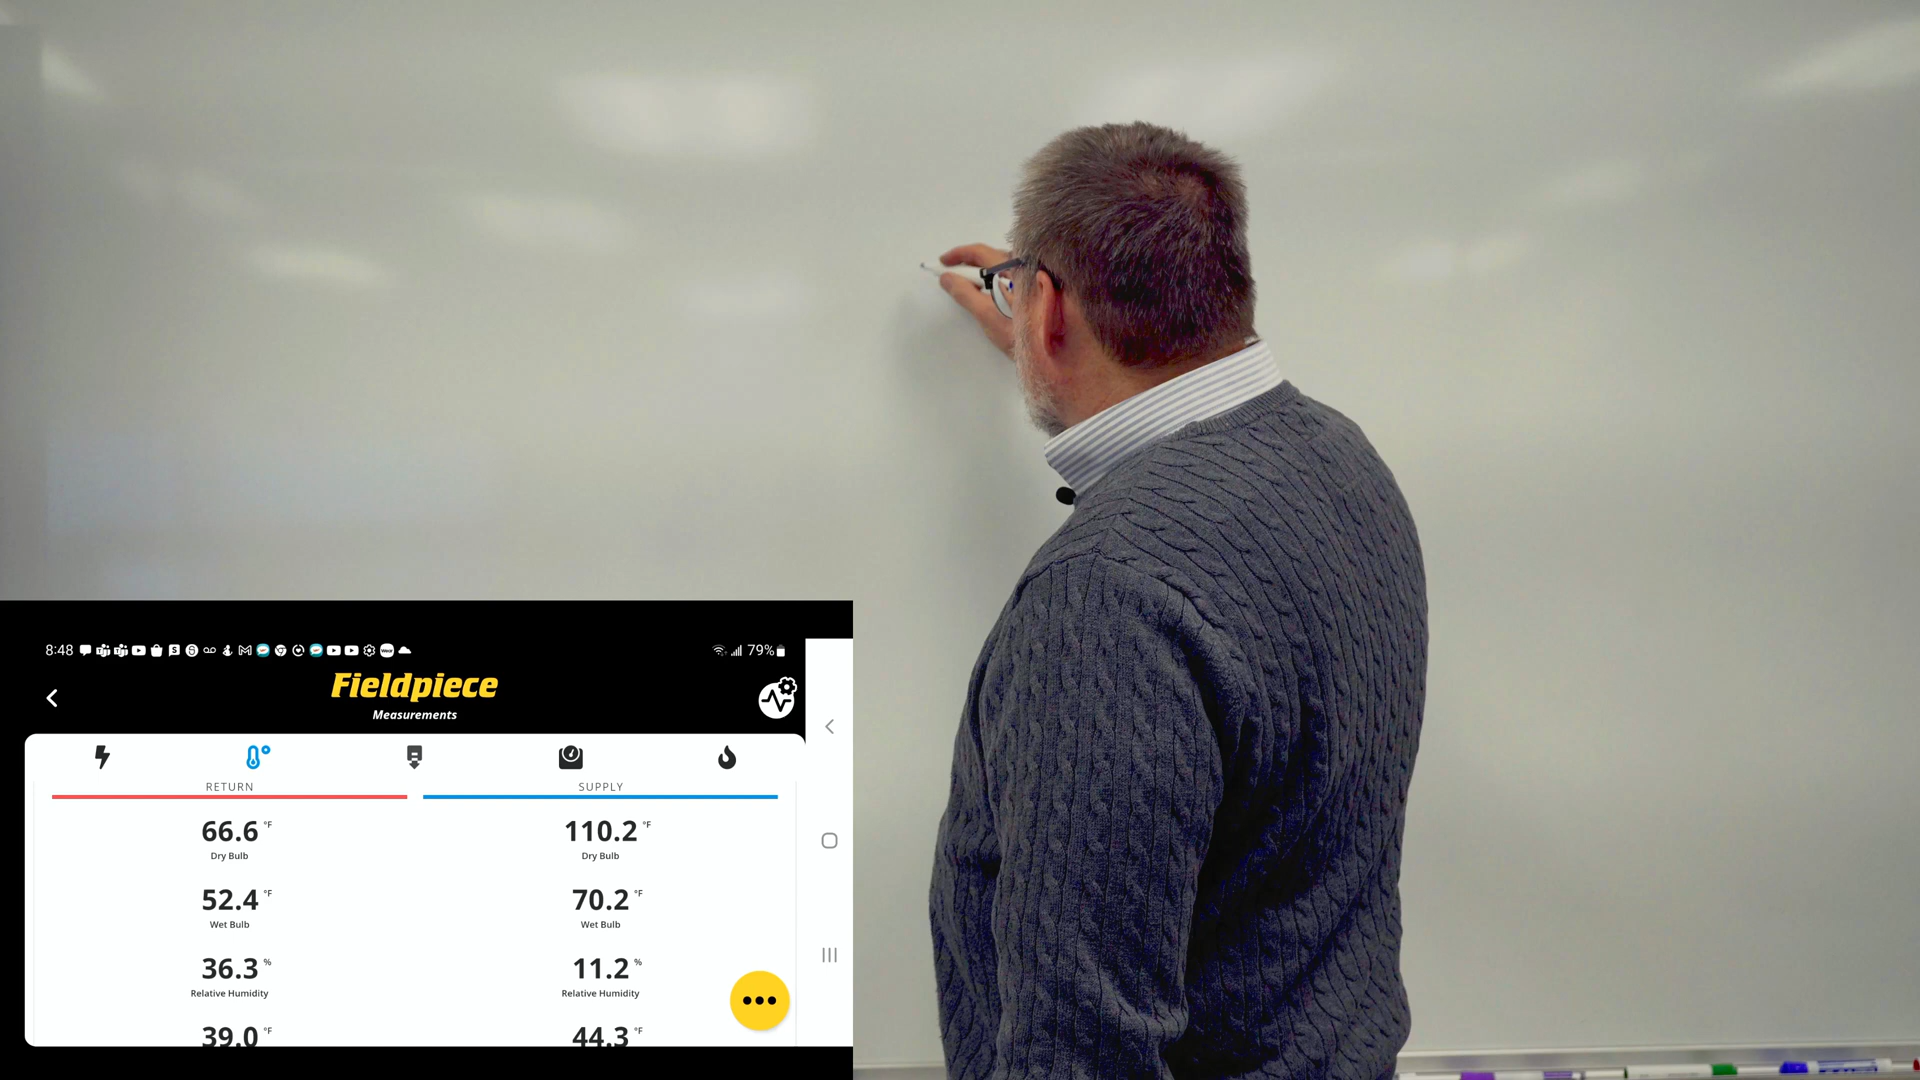 8:48 79%
Fieldpiece
Measurements
RETURN SUPPLY
66.6 °F 110.2 °F
Dry Bulb Dry Bulb
52.4 °F 70.2 °F
Wet Bulb Wet Bulb
36.3 % 11.2 %
Relative Humidity Relative Humidity
39.0 °F 44.3 °F